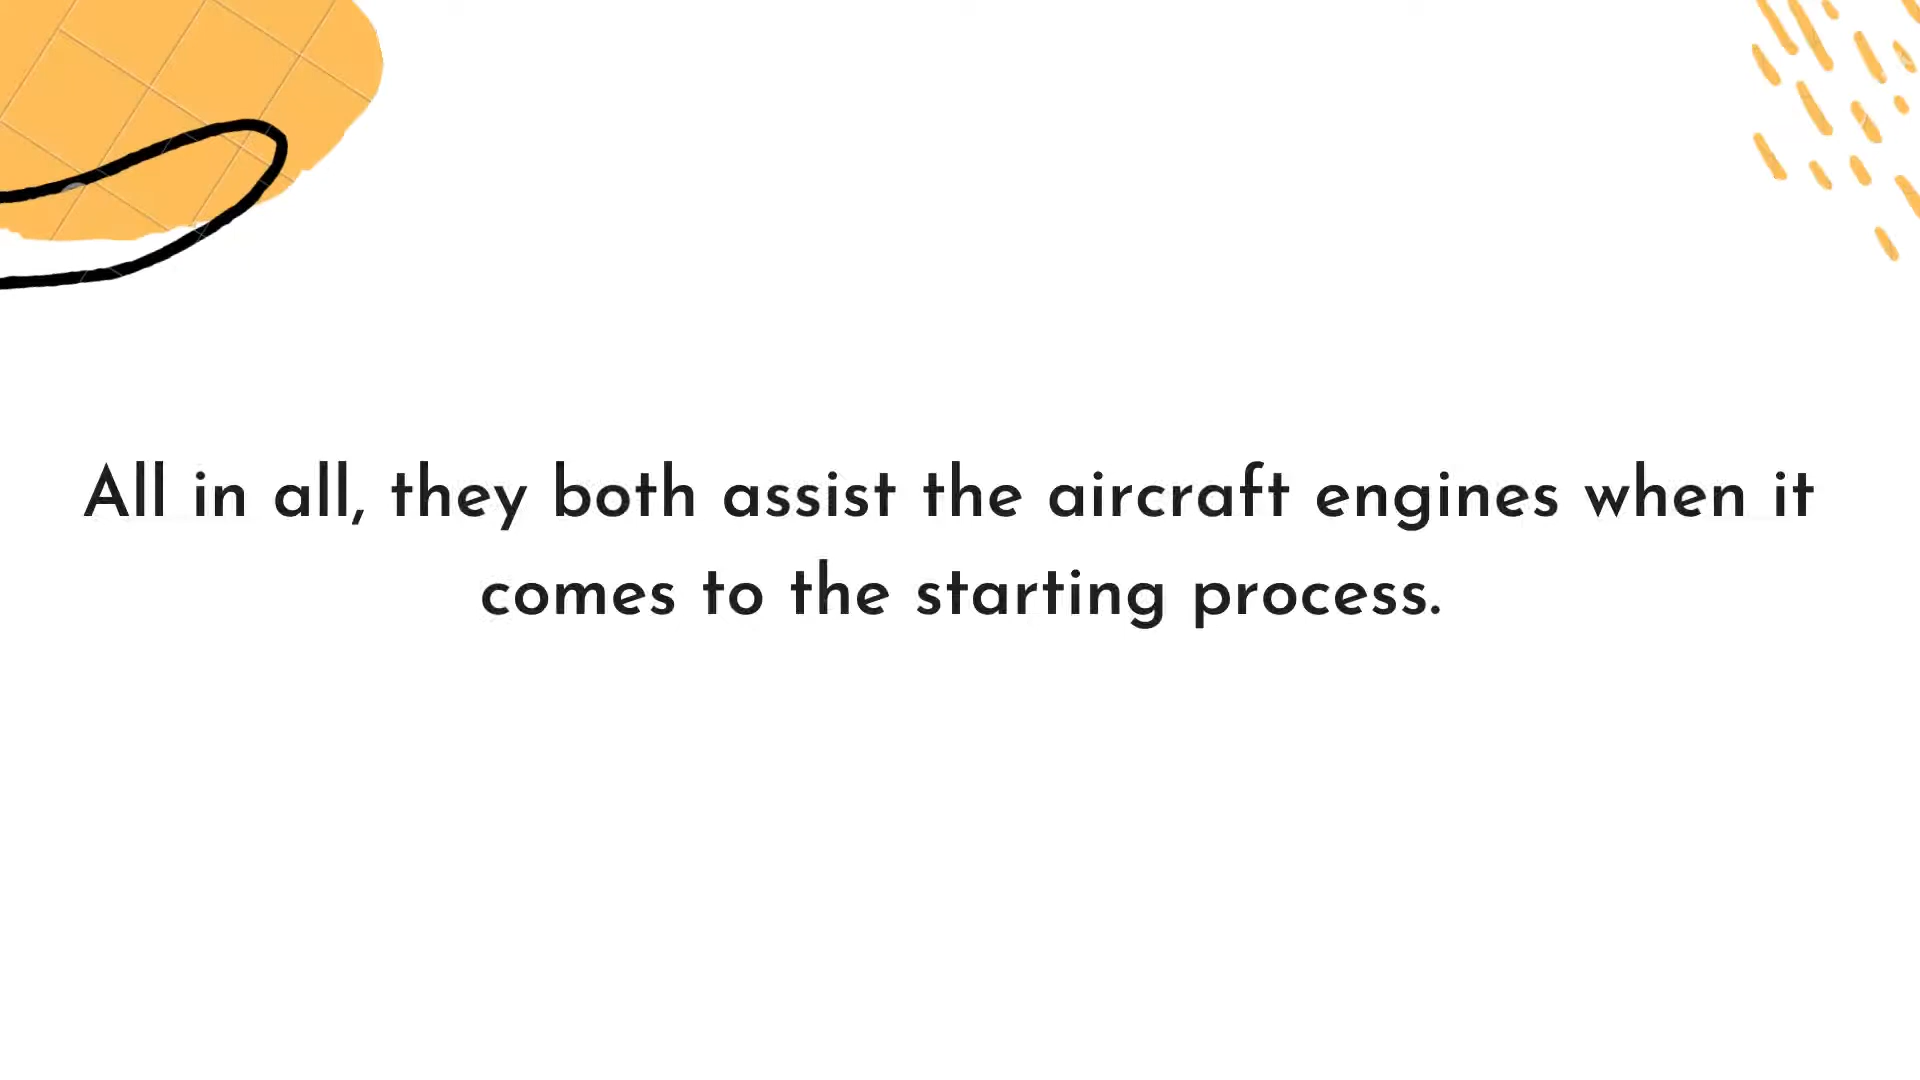 All in all, they both assist the aircraft engines when it
comes to the starting process.